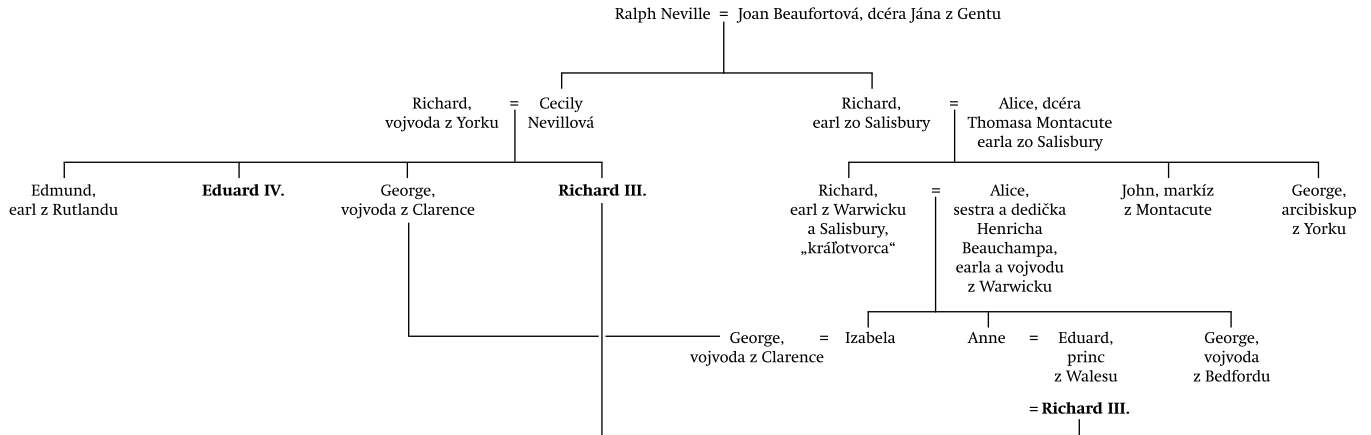 Ralph Neville = Joan Beaufortová, dcéra Jána z Gentu
Richard,
vojvoda z Yorku
=
Cecily
Nevillová
Richard,
earl zo Salisbury
=
Alice, dcéra
Thomasa Montacute
earla zo Salisbury
Edmund,
earl z Rutlandu
Eduard IV.
George,
vojvoda z Clarence
Richard III.
Richard,
earl z Warwicku
a Salisbury,
„kráľotvorca“
=
Alice,
sestra a dedička
Henricha
Beauchampa,
earla a vojvodu
z Warwicku
John, markíz
z Montacute
George,
arcibiskup
z Yorku
George,
vojvoda z Clarence
=
Izabela
Anne
=
Eduard,
princ
z Walesu
George,
vojvoda
z Bedfordu
= Richard III.